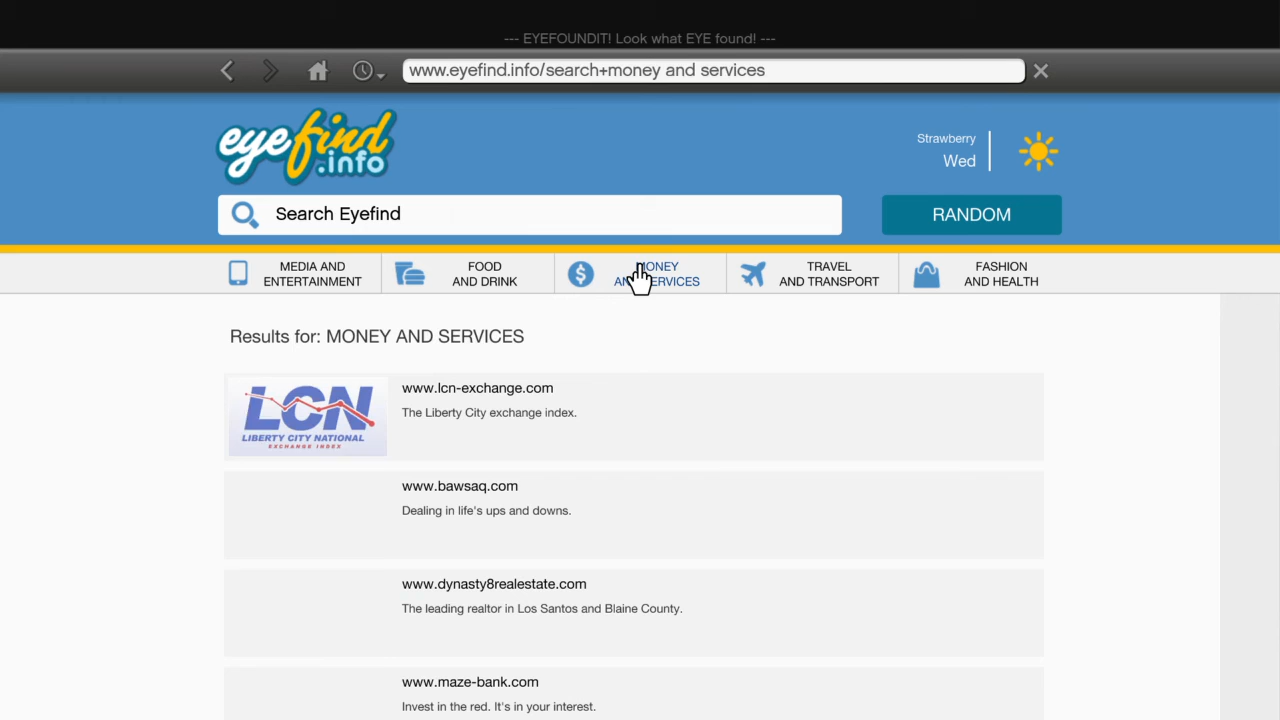 --- EYEFOUNDIT! Look what EYE found! ---
www.eyefind.info/search+money and services
eyefind
.info
Strawberry
Wed
Search Eyefind
RANDOM
MEDIA AND
ENTERTAINMENT
FOOD
AND DRINK
MONEY
AND SERVICES
TRAVEL
AND TRANSPORT
FASHION
AND HEALTH
Results for: MONEY AND SERVICES
LCN
LIBERTY CITY NATIONAL
EXCHANGE INDEX
www.lcn-exchange.com
The Liberty City exchange index.
www.bawsaq.com
Dealing in life's ups and downs.
www.dynasty8realestate.com
The leading realtor in Los Santos and Blaine County.
www.maze-bank.com
Invest in the red. It's in your interest.